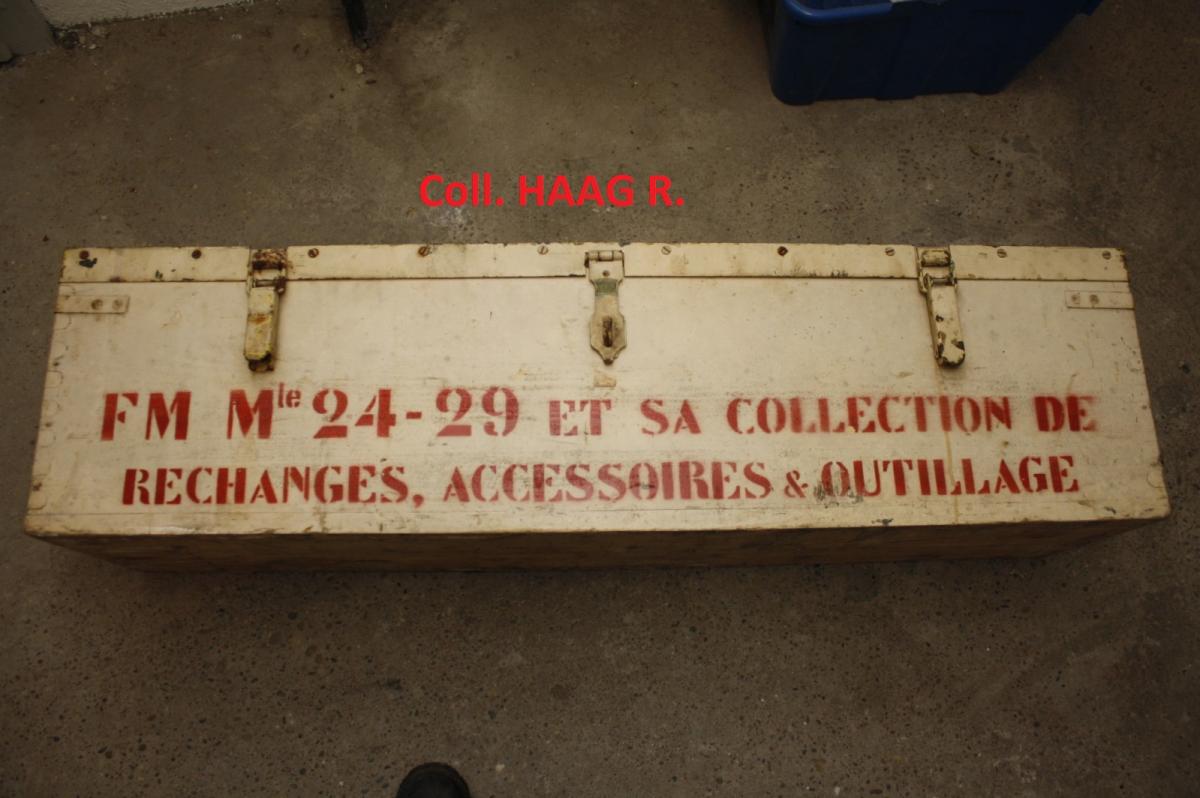 Coll. HAAG R.
FM Mle 24-29 ET SA COLLECTION DE
RECHANGES, ACCESSOIRES & OUTILLAGE